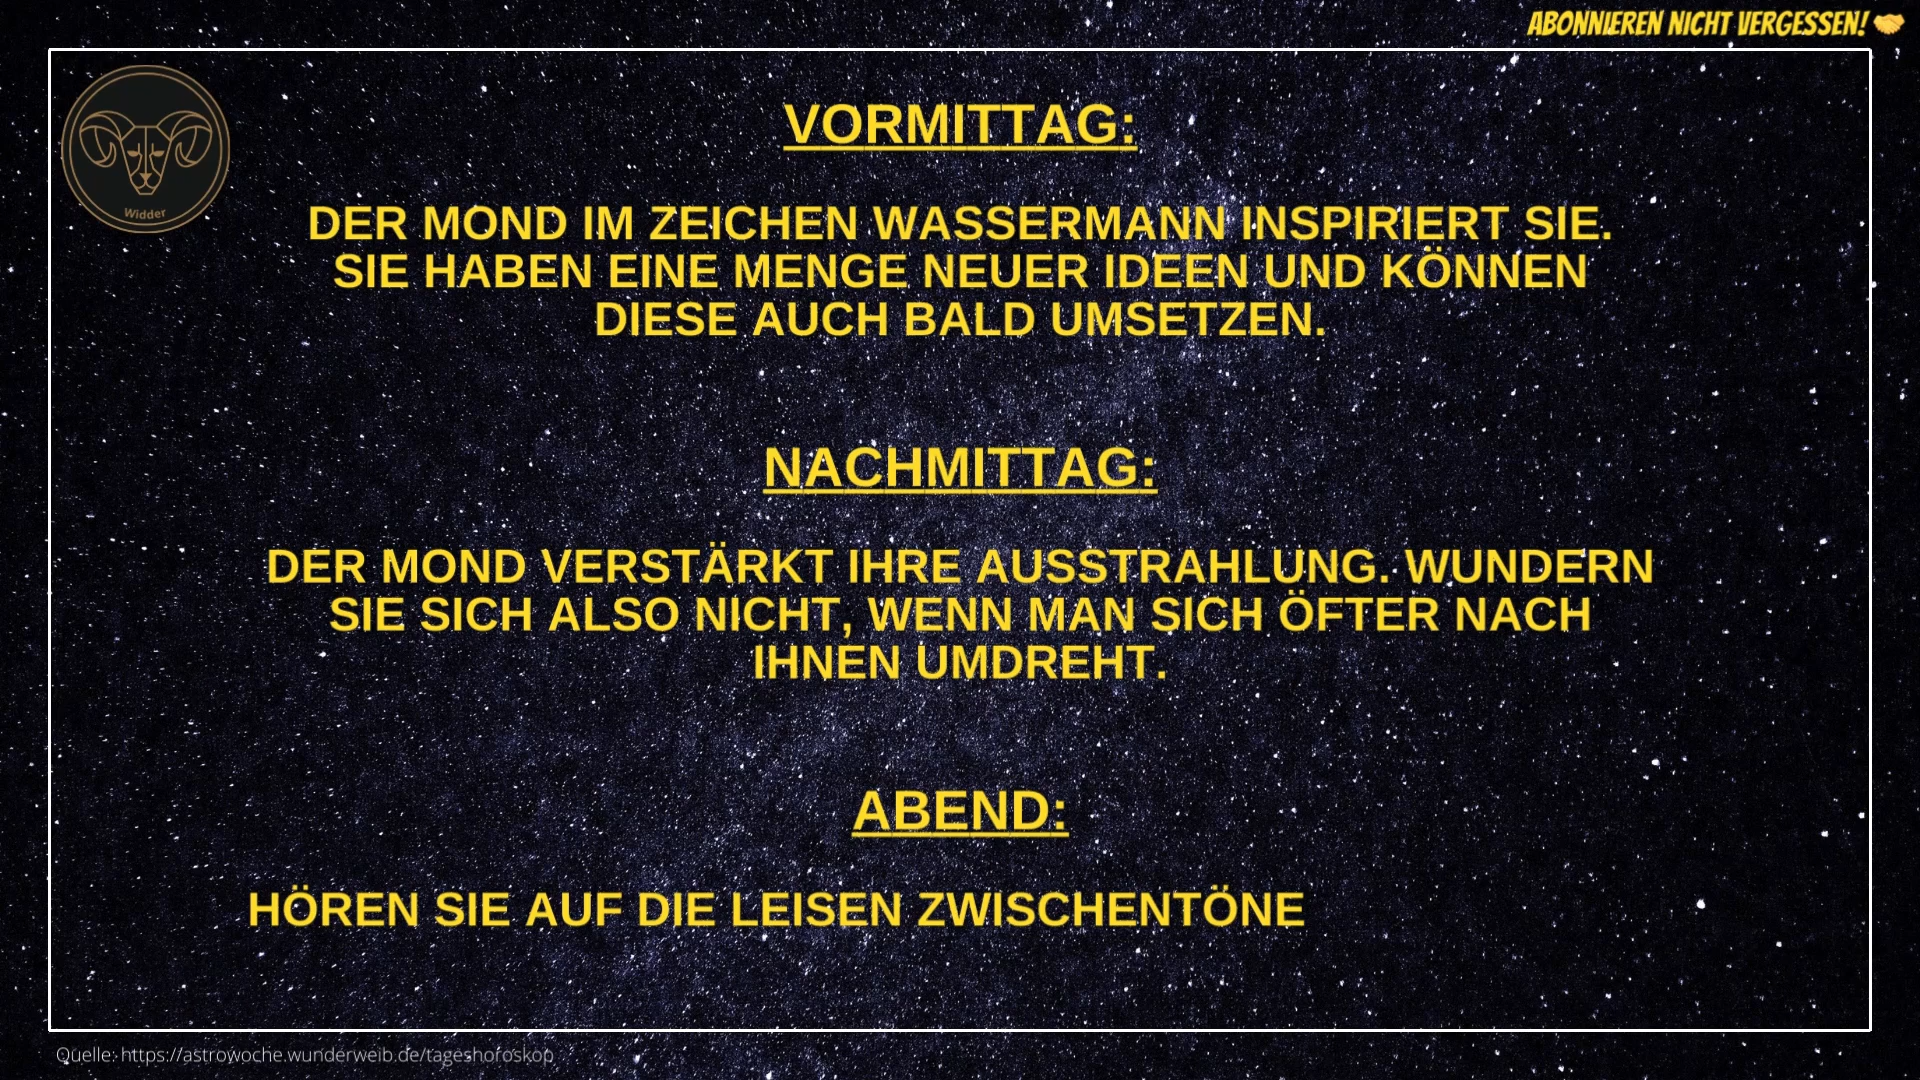 ABONNIEREN NICHT VERGESSEN!
Widder
VORMITTAG:
DER MOND IM ZEICHEN WASSERMANN INSPIRIERT SIE.
SIE HABEN EINE MENGE NEUER IDEEN UND KÖNNEN
DIESE AUCH BALD UMSETZEN.
NACHMITTAG:
DER MOND VERSTÄRKT IHRE AUSSTRAHLUNG. WUNDERN
SIE SICH ALSO NICHT, WENN MAN SICH ÖFTER NACH
IHNEN UMDREHT.
ABEND:
HÖREN SIE AUF DIE LEISEN ZWISCHENTÖNE
Quelle: https://astrowoche.wunderweib.de/tageshoroskop